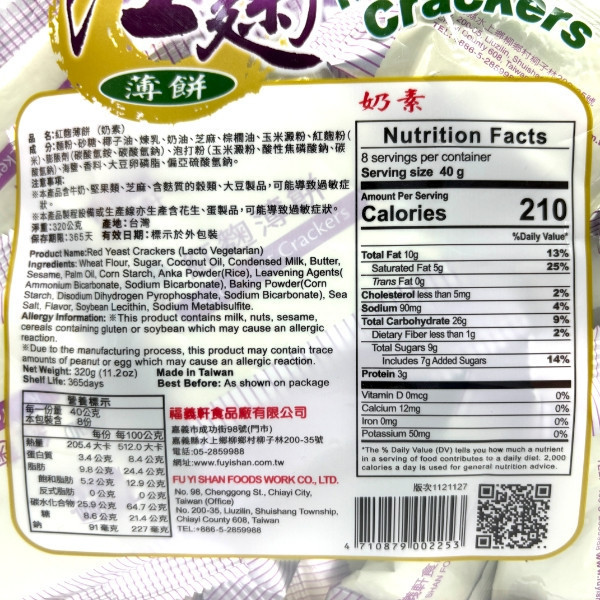 Crackers
薄餅
奶素
品 名:紅麴薄餅 (奶素)
成 分:麵粉、砂糖、椰子油、煉乳、奶油、芝麻、棕櫚油、玉米澱粉、紅麴粉(
米)、膨脹劑(碳酸氫銨、碳酸氫鈉)、泡打粉(玉米澱粉、酸性焦磷酸鈉、碳
酸氫鈉)、海鹽、香料、大豆卵磷脂、偏亞硫酸氫鈉。
注意事項:
※本產品含牛奶、堅果類、芝麻、含麩質的穀類、大豆製品,可能導致過敏症
狀。
※本產品製程設備或生產線亦生產含花生、蛋製品,可能導致過敏症狀。
淨重:320公克 產地:台灣
保存期限:365天 有效日期:標示於外包裝
Product Name:Red Yeast Crackers (Lacto Vegetarian)
Ingredients: Wheat Flour, Sugar, Coconut Oil, Condensed Milk, Butter,
Sesame, Palm Oil, Corn Starch, Anka Powder(Rice), Leavening Agents(
Ammonium Bicarbonate, Sodium Bicarbonate), Baking Powder(Corn
Starch, Disodium Dihydrogen Pyrophosphate, Sodium Bicarbonate), Sea
Salt, Flavor, Soybean Lecithin, Sodium Metabisulfite.
Allergy Information: ※This product contains milk, nuts, sesame,
cereals containing gluten or soybean which may cause an allergic
reaction.
※Due to the manufacturing process, this product may contain trace
amounts of peanut or egg which may cause an allergic reaction.
Net Weight: 320g (11.2oz) Made in Taiwan
Shelf Life: 365days Best Before: As shown on package
營養標示
每一份量 40公克
本包裝含 8份
每份 每100公克
熱量 205.4大卡 512.0大卡
蛋白質 3.4公克 8.4公克
脂肪 9.8公克 24.4公克
飽和脂肪 5.2公克 12.9公克
反式脂肪 0公克 0公克
碳水化合物 25.9公克 64.7公克
糖 8.6公克 21.4公克
鈉 91毫克 227毫克
福義軒食品廠有限公司
嘉義市成功街98號(門市)
嘉義縣水上鄉柳鄉村柳子林200-35號
電話:05-2859988
網址:www.fuyishan.com.tw
FU YI SHAN FOODS WORK CO., LTD.
No. 98, Chenggong St., Chiayi City,
Taiwan (Office)
No. 200-35, Liuzilin, Shuishang Township,
Chiayi County 608, Taiwan
TEL:+886-5-2859988
Nutrition Facts
8 servings per container
Serving size 40 g
Amount Per Serving
Calories 210
%Daily Value*
Total Fat 10g 13%
Saturated Fat 5g 25%
Trans Fat 0g
Cholesterol less than 5mg 2%
Sodium 90mg 4%
Total Carbohydrate 26g 9%
Dietary Fiber less than 1g 2%
Total Sugars 9g
Includes 7g Added Sugars 14%
Protein 3g
Vitamin D 0mcg 0%
Calcium 12mg 0%
Iron 0mg 0%
Potassium 50mg 0%
*The % Daily Value (DV) tells you how much a nutrient
in a serving of food contributes to a daily diet. 2,000
calories a day is used for general nutrition advice.
版次1121127
4 710879 002253